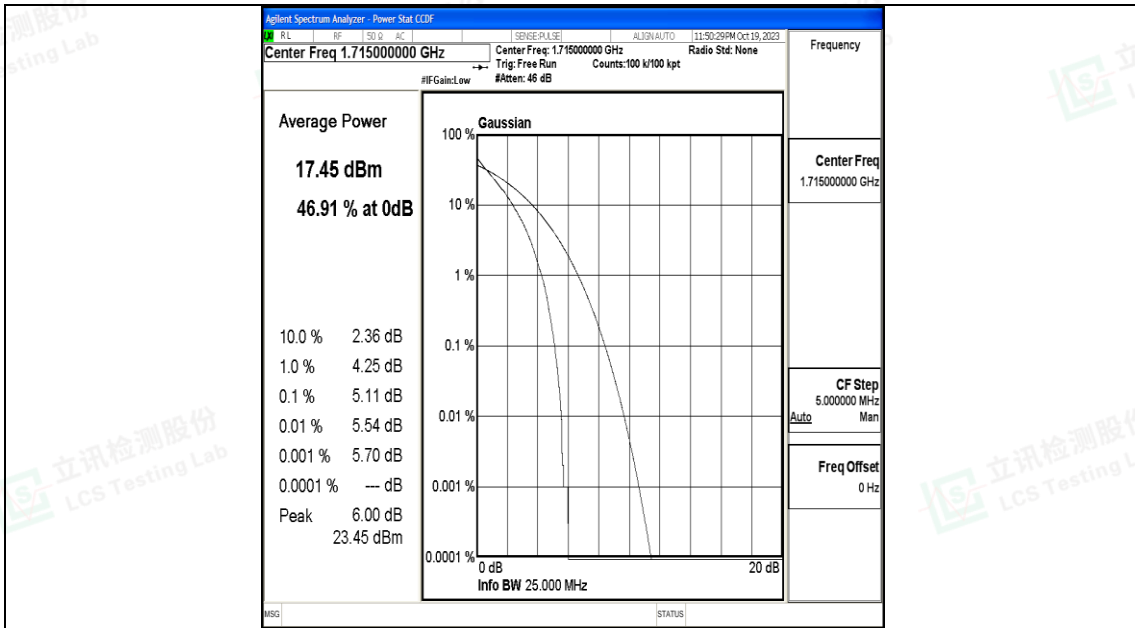 Agilent Spectrum Analyzer - Power Stat CCDF
RL RF 50 Ω AC SENSE:PULSE ALIGN AUTO 11:50:29 PM Oct 19, 2023
Center Freq 1.715000000 GHz
Center Freq: 1.715000000 GHz Radio Std: None
Trig: Free Run Counts:100 k/100 kpt
#IFGain:Low #Atten: 46 dB
Frequency
Average Power
17.45 dBm
46.91 % at 0dB
10.0 % 2.36 dB
1.0 % 4.25 dB
0.1 % 5.11 dB
0.01 % 5.54 dB
0.001 % 5.70 dB
0.0001 % --- dB
Peak 6.00 dB
23.45 dBm
Gaussian
100 %
10 %
1 %
0.1 %
0.01 %
0.001 %
0.0001 %
0 dB 20 dB
Info BW 25.000 MHz
Center Freq
1.715000000 GHz
CF Step
5.000000 MHz
Auto Man
Freq Offset
0 Hz
MSG STATUS
立讯检测股份
LCS Testing Lab
立讯检测股份
LCS Testing L